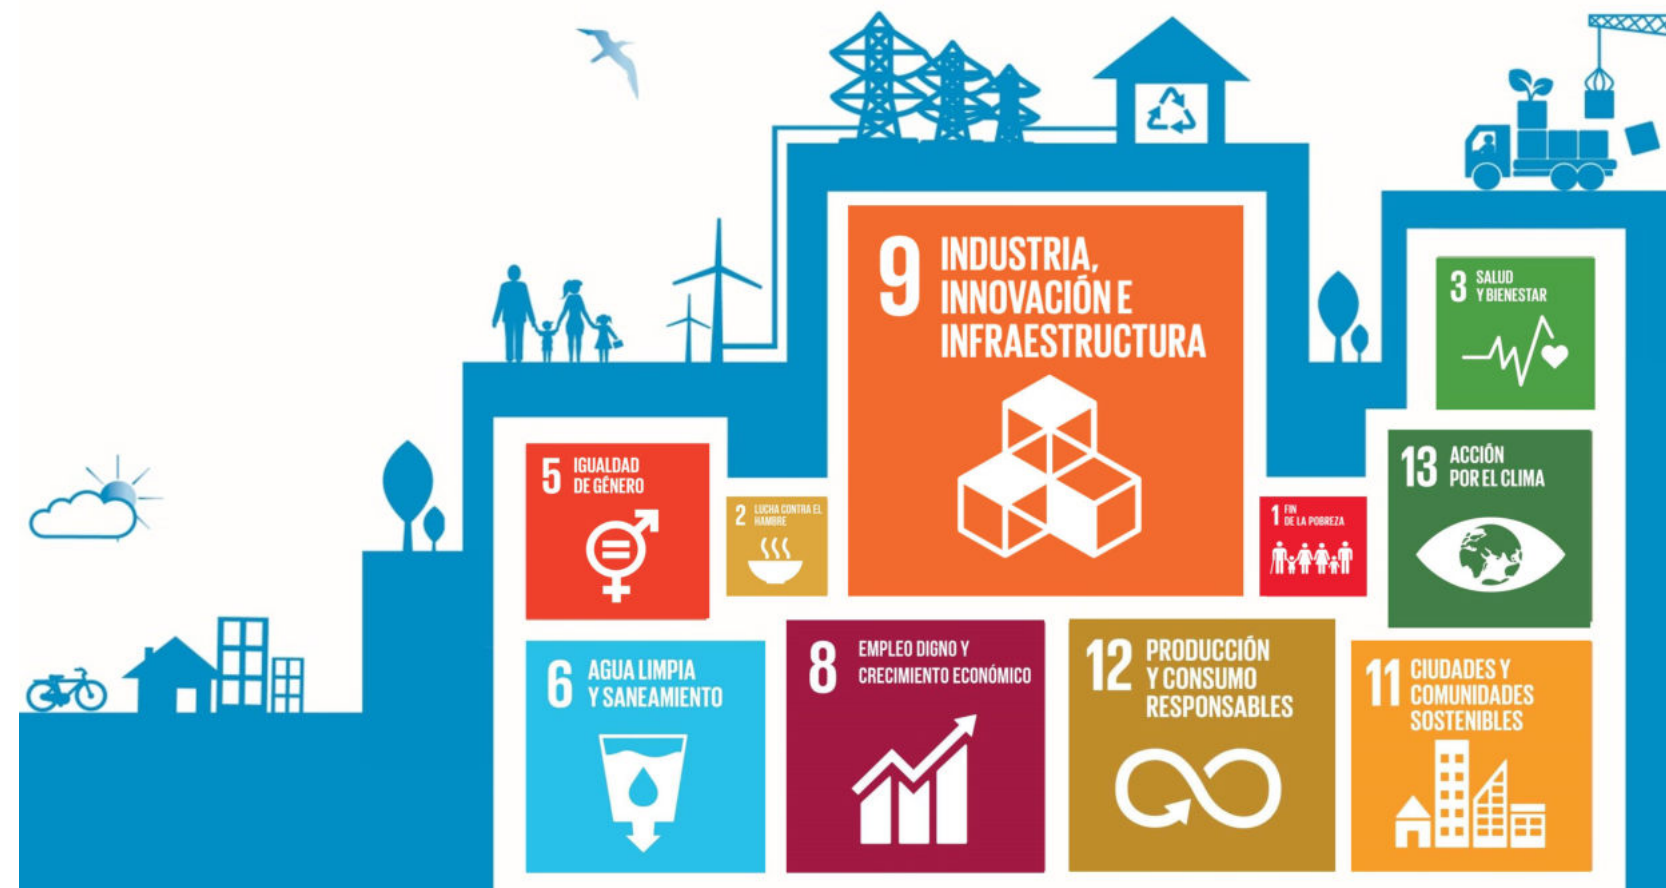 9 INDUSTRIA,
INNOVACIÓN E
INFRAESTRUCTURA
3 SALUD
Y BIENESTAR
5 IGUALDAD
DE GÉNERO
2 LUCHA CONTRA EL
HAMBRE
1 FIN
DE LA POBREZA
13 ACCIÓN
POR EL CLIMA
6 AGUA LIMPIA
Y SANEAMIENTO
8 EMPLEO DIGNO Y
CRECIMIENTO ECONÓMICO
12 PRODUCCIÓN
Y CONSUMO
RESPONSABLES
11 CIUDADES Y
COMUNIDADES
SOSTENIBLES